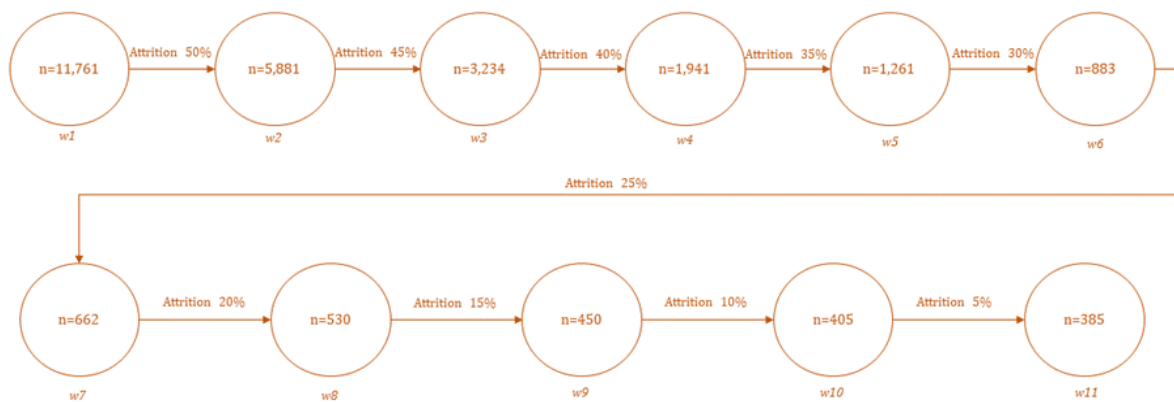 n=11,761
Attrition 50%
n=5,881
Attrition 45%
n=3,234
Attrition 40%
n=1,941
Attrition 35%
n=1,261
Attrition 30%
n=883
w1
w2
w3
w4
w5
w6
Attrition 25%
n=662
Attrition 20%
n=530
Attrition 15%
n=450
Attrition 10%
n=405
Attrition 5%
n=385
w7
w8
w9
w10
w11